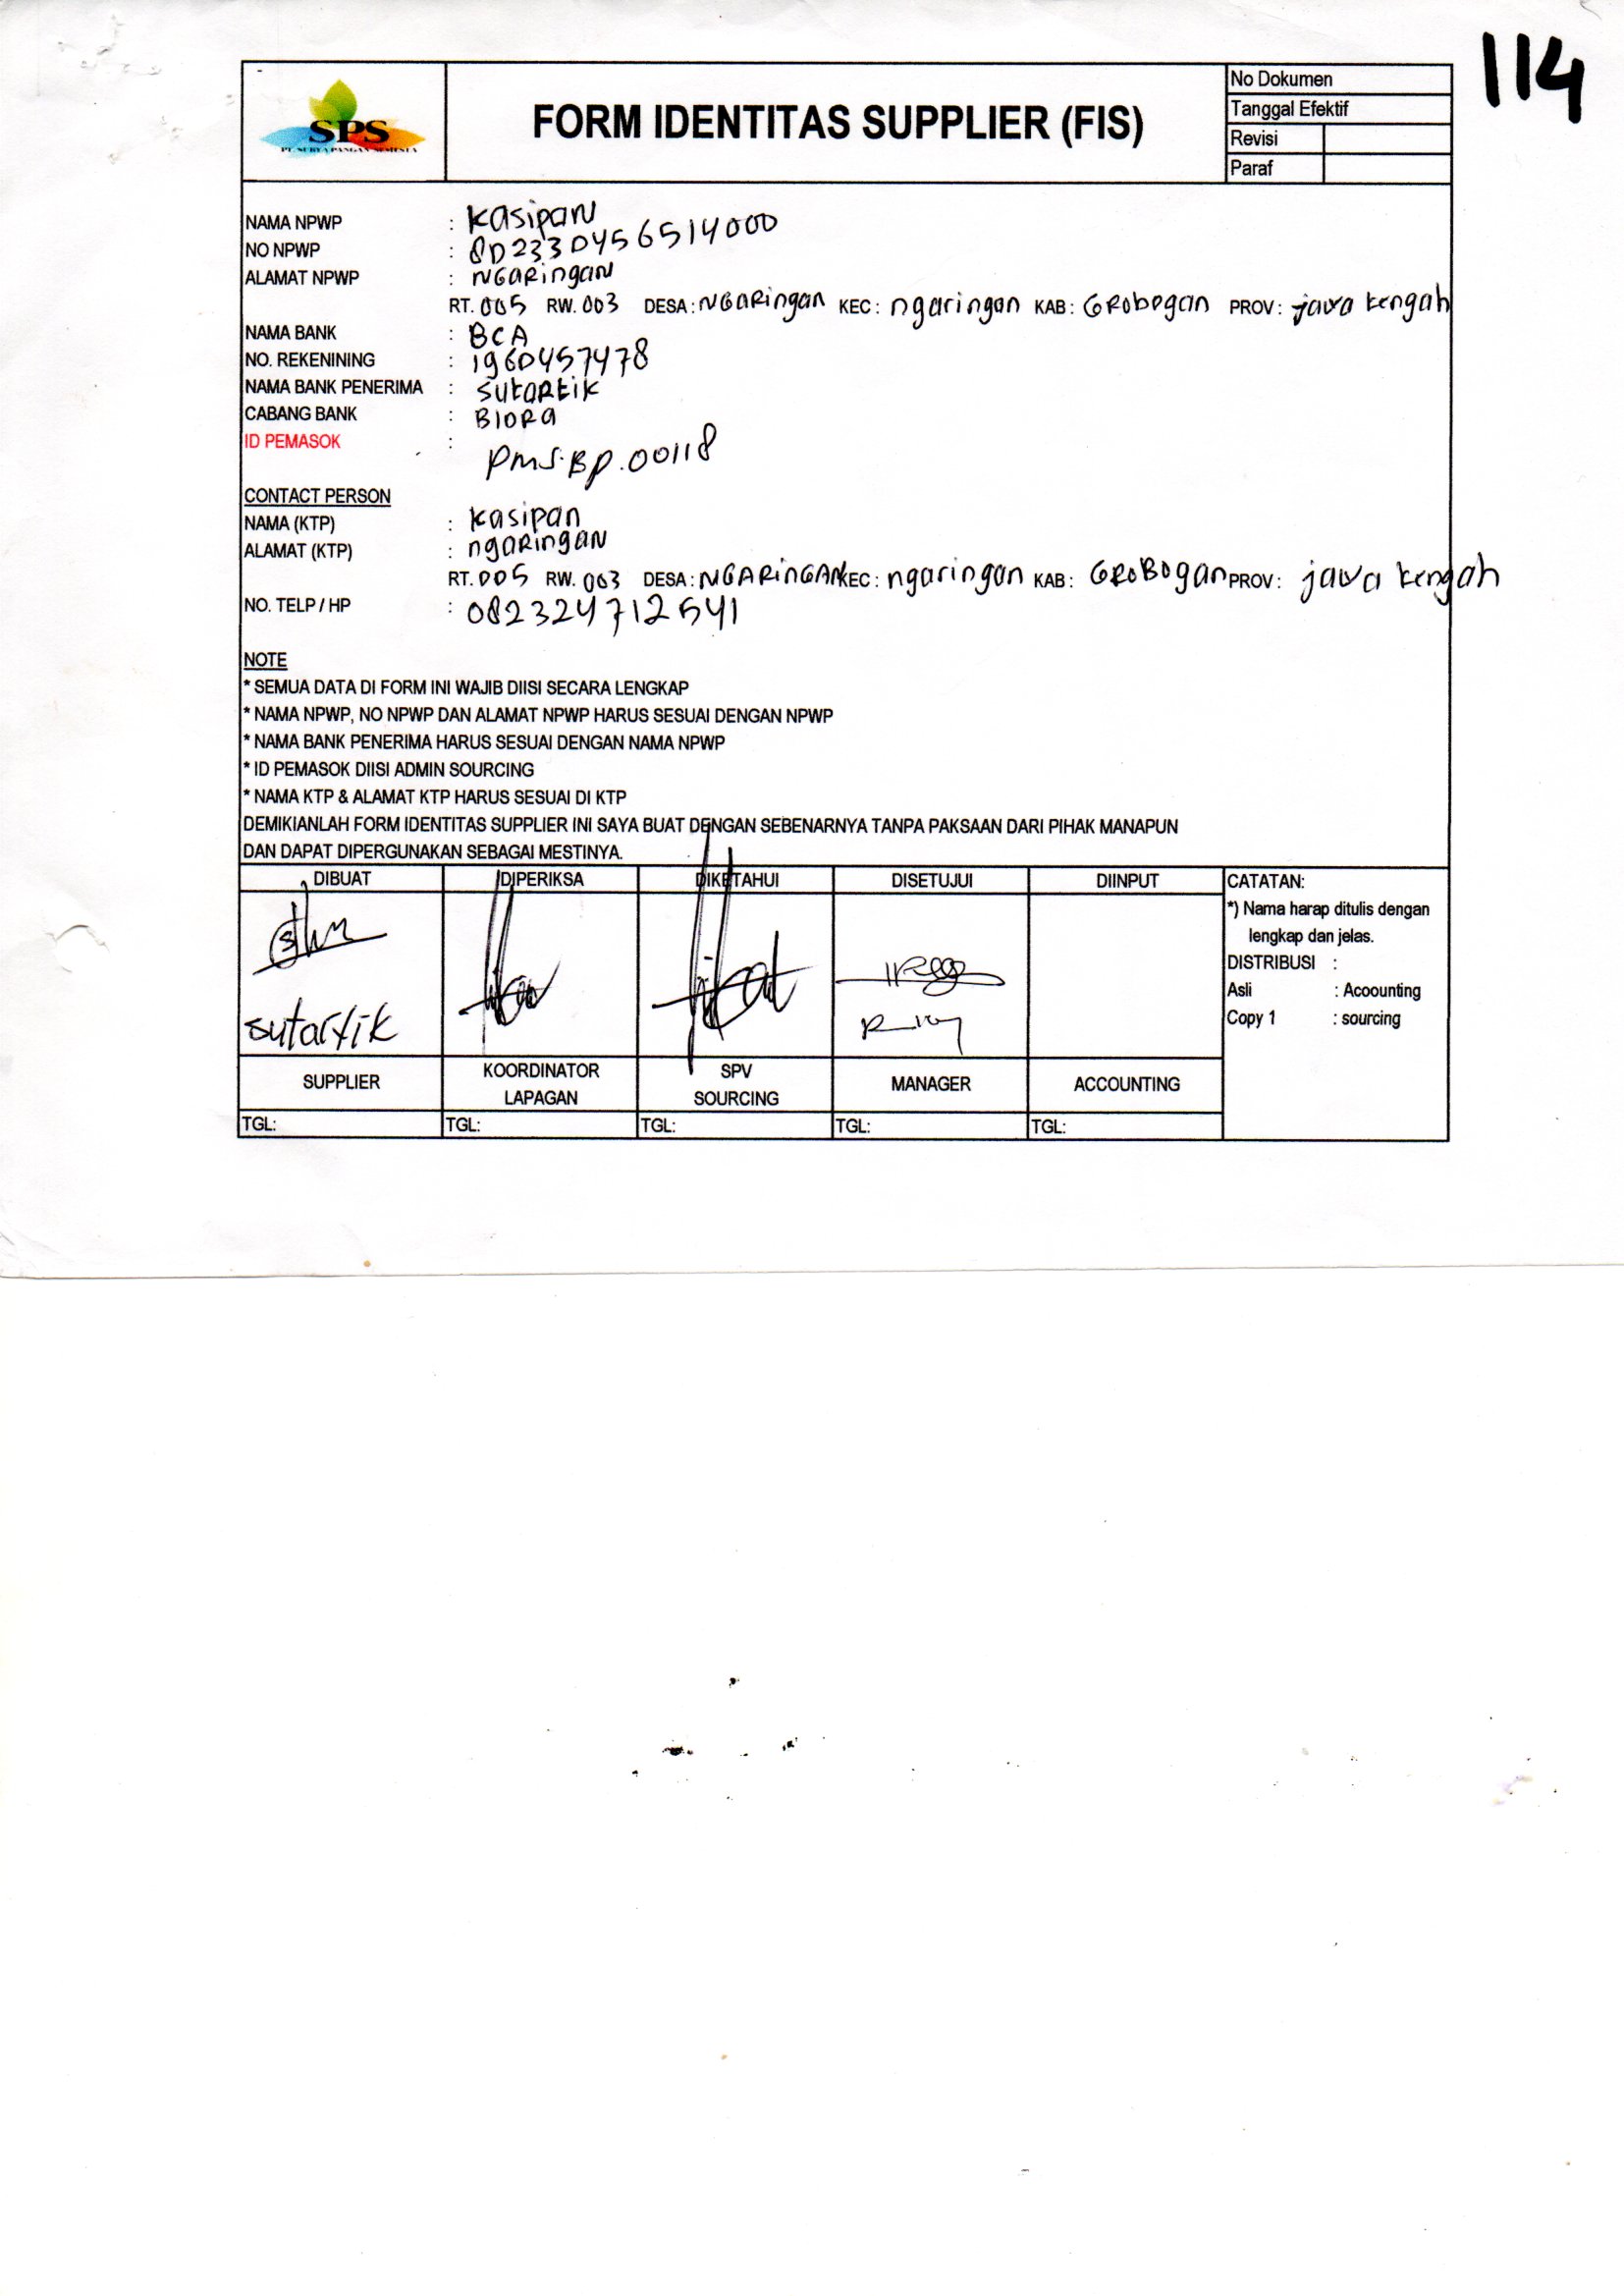 114
SPS
PT. SURYA PANGAN SEMESTA
FORM IDENTITAS SUPPLIER (FIS)
No Dokumen
Tanggal Efektif
Revisi
Paraf
NAMA NPWP : Kasipan
NO NPWP : 802330456514000
ALAMAT NPWP : NGARingan
RT. 005 RW. 003 DESA : NGARingan KEC : ngaringan KAB : GRobogan PROV : jawa tengah
NAMA BANK : BCA
NO. REKENINING : 1960457478
NAMA BANK PENERIMA : SutaRtik
CABANG BANK : BloRa
ID PEMASOK : PMS.BP.00118
CONTACT PERSON
NAMA (KTP) : Kasipan
ALAMAT (KTP) : ngaRingan
RT. 005 RW. 003 DESA : NGARiNGAN KEC : ngaringan KAB : GRoBogan PROV : jawa tengah
NO. TELP / HP : 082324712541
NOTE
* SEMUA DATA DI FORM INI WAJIB DIISI SECARA LENGKAP
* NAMA NPWP, NO NPWP DAN ALAMAT NPWP HARUS SESUAI DENGAN NPWP
* NAMA BANK PENERIMA HARUS SESUAI DENGAN NAMA NPWP
* ID PEMASOK DIISI ADMIN SOURCING
* NAMA KTP & ALAMAT KTP HARUS SESUAI DI KTP
DEMIKIANLAH FORM IDENTITAS SUPPLIER INI SAYA BUAT DENGAN SEBENARNYA TANPA PAKSAAN DARI PIHAK MANAPUN
DAN DAPAT DIPERGUNAKAN SEBAGAI MESTINYA.
DIBUAT DIPERIKSA DIKETAHUI DISETUJUI DIINPUT
sutartik
SUPPLIER KOORDINATOR LAPAGAN SPV SOURCING MANAGER ACCOUNTING
TGL: TGL: TGL: TGL: TGL:
CATATAN:
*) Nama harap ditulis dengan
lengkap dan jelas.
DISTRIBUSI :
Asli : Acoounting
Copy 1 : sourcing